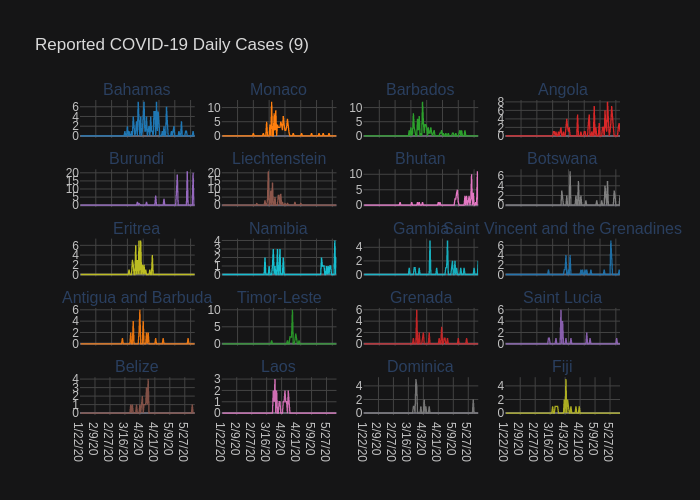 Reported COVID-19 Daily Cases (9)
Bahamas Monaco Barbados Angola
6 4 2 0 10 5 0 10 5 0 8 6 4 2 0
Burundi Liechtenstein Bhutan Botswana
20 15 10 5 0 20 15 10 5 0 10 5 0 6 4 2 0
Eritrea Namibia Gambia Saint Vincent and the Grenadines
6 4 2 0 4 3 2 1 0 4 2 0 6 4 2 0
Antigua and Barbuda Timor-Leste Grenada Saint Lucia
6 4 2 0 10 5 0 6 4 2 0 6 4 2 0
Belize Laos Dominica Fiji
4 3 2 1 0 3 2 1 0 4 2 0 4 2 0
1/22/20 2/9/20 2/27/20 3/16/20 4/3/20 4/21/20 5/9/20 5/27/20 1/22/20 2/9/20 2/27/20 3/16/20 4/3/20 4/21/20 5/9/20 5/27/20 1/22/20 2/9/20 2/27/20 3/16/20 4/3/20 4/21/20 5/9/20 5/27/20 1/22/20 2/9/20 2/27/20 3/16/20 4/3/20 4/21/20 5/9/20 5/27/20